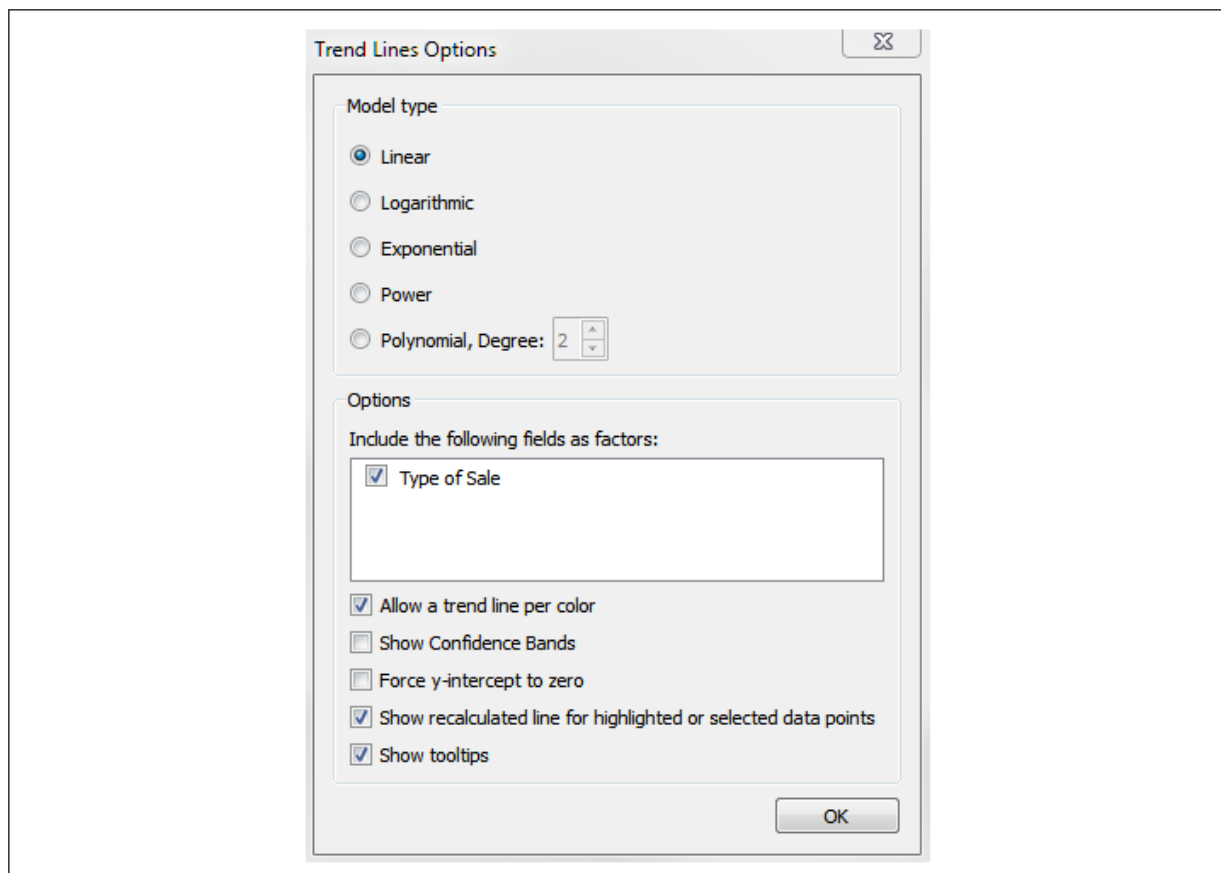 Trend Lines Options
Model type
Linear
Logarithmic
Exponential
Power
Polynomial, Degree: 2
Options
Include the following fields as factors:
Type of Sale
Allow a trend line per color
Show Confidence Bands
Force y-intercept to zero
Show recalculated line for highlighted or selected data points
Show tooltips
OK